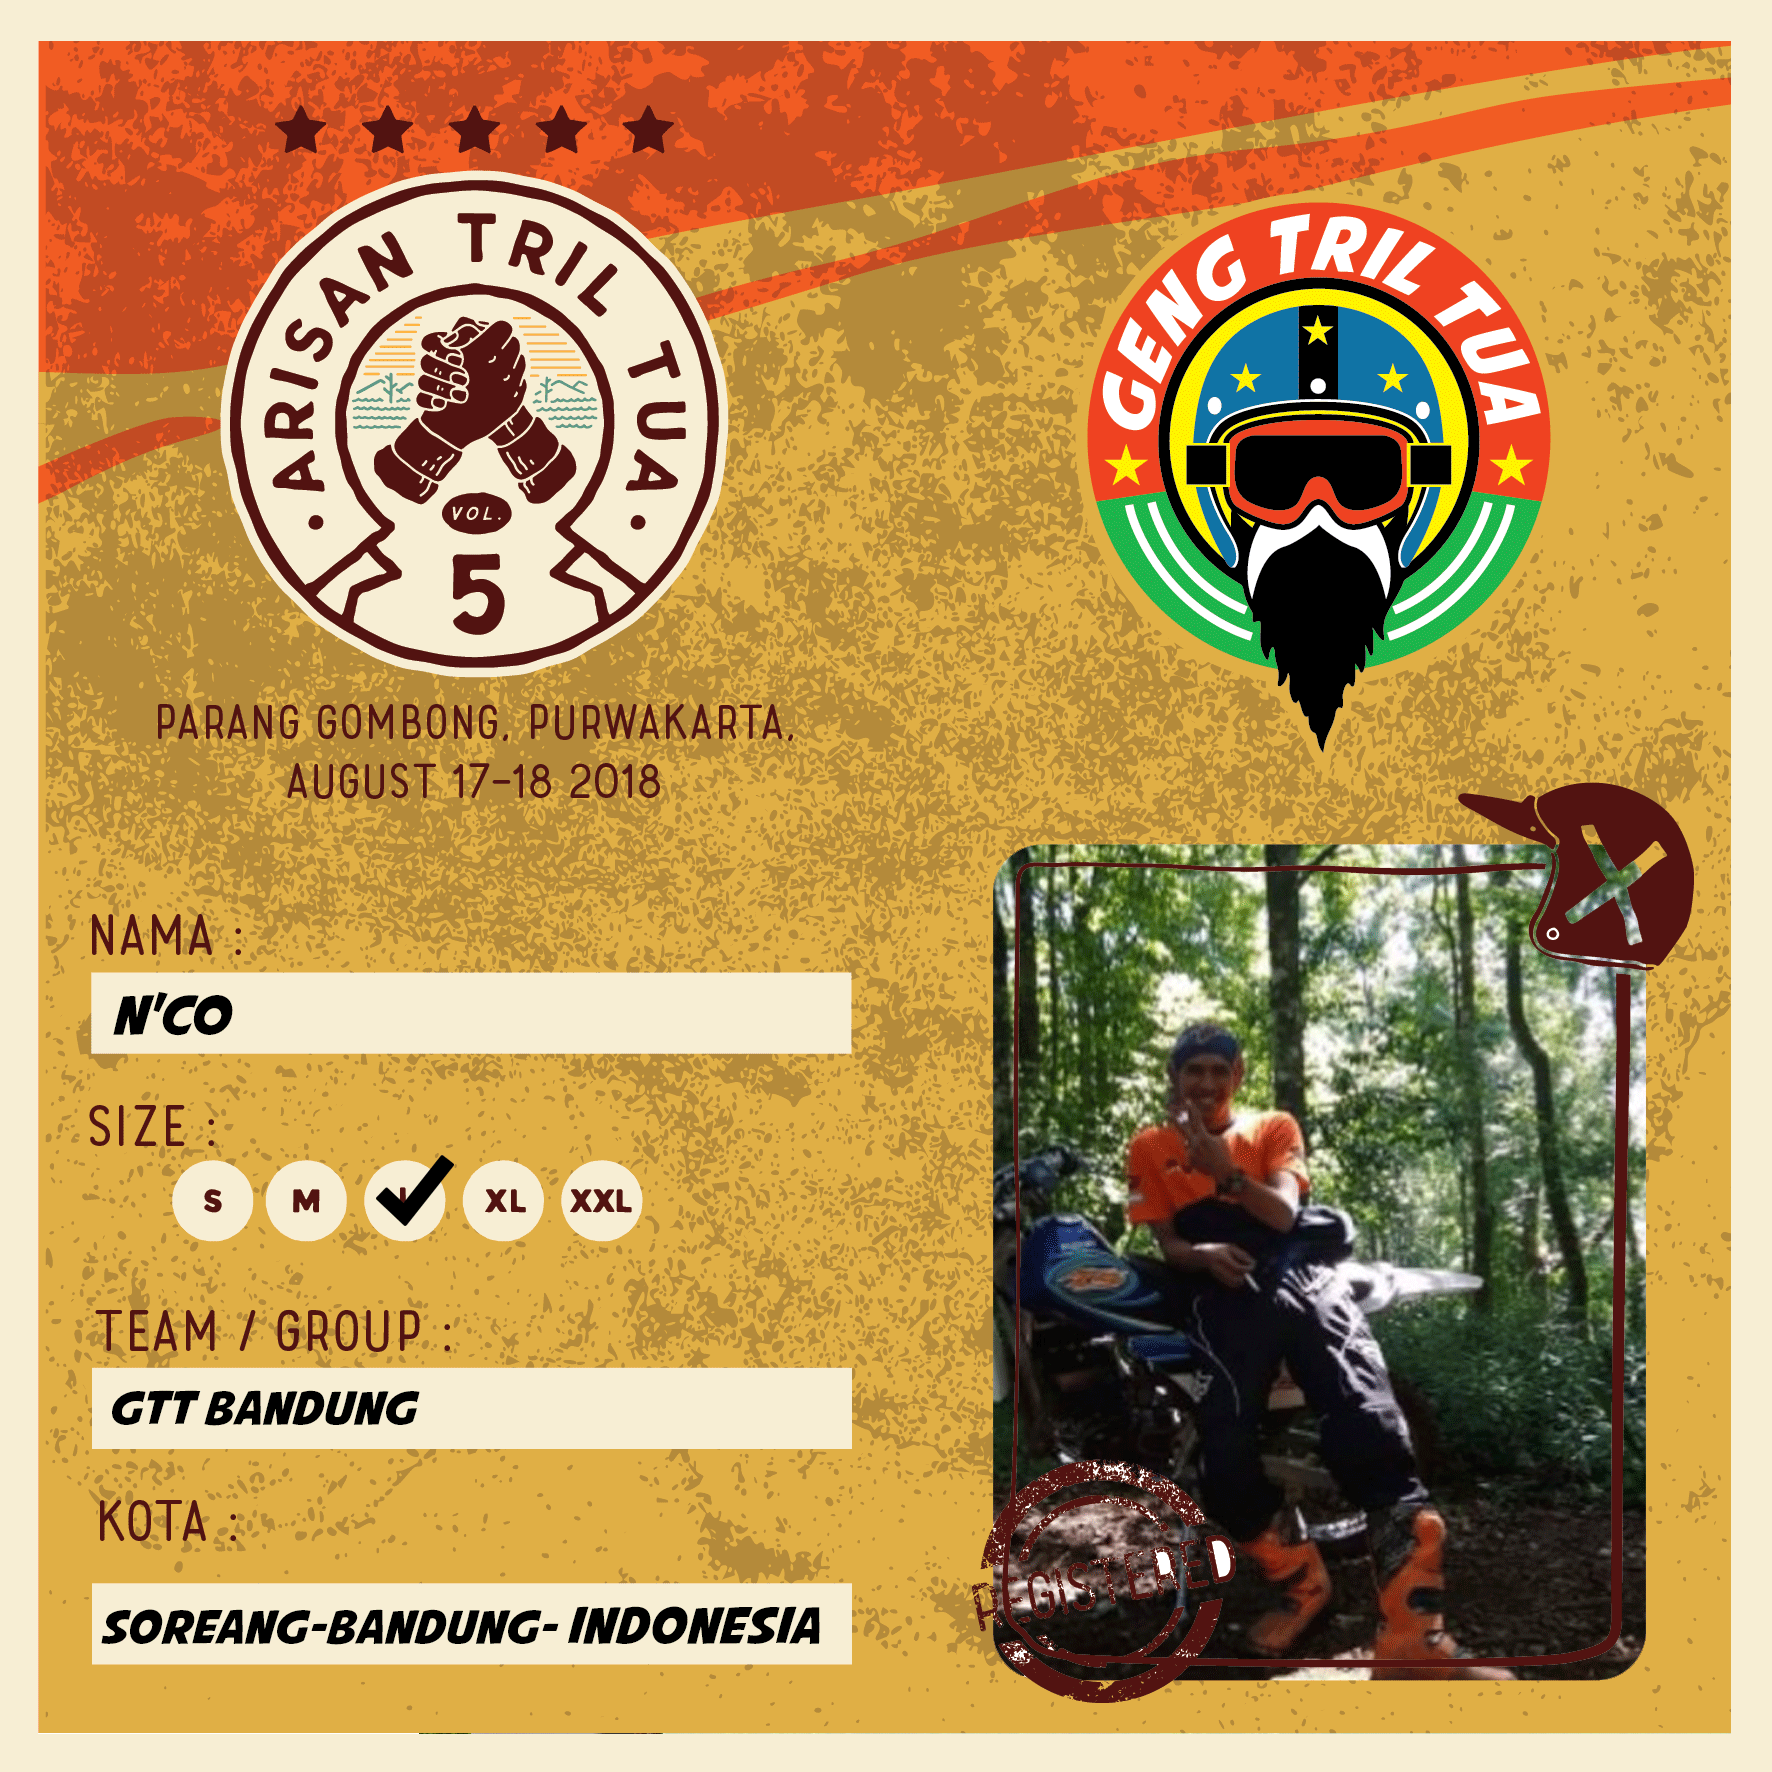 ARISAN TRIL TUA
VOL.
5
GENG TRIL TUA
PARANG GOMBONG, PURWAKARTA,
AUGUST 17-18 2018
NAMA :
N'CO
SIZE :
S M L XL XXL
TEAM / GROUP :
GTT BANDUNG
KOTA :
SOREANG-BANDUNG- INDONESIA
REGISTERED